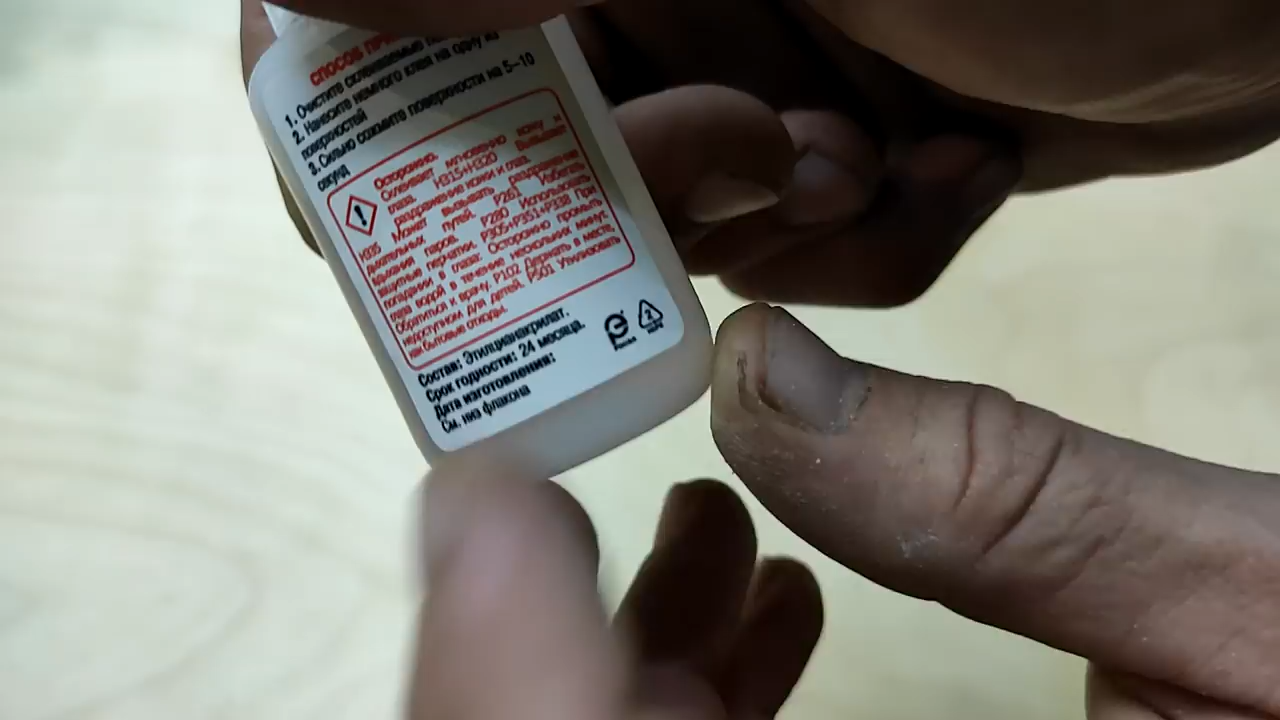 СПОСОБ
1. Очистите склеиваемые
2. Нанесите немного клея на одну из
поверхностей
3. Сильно сожмите поверхности на 5–10
секунд
Осторожно.
Склеивает мгновенно кожу и
глаза. H315+H320 Вызывает
раздражение кожи и глаз.
H335 Может вызывать раздражение
дыхательных путей. P261 Избегать
вдыхания паров. P280 Использовать
защитные перчатки. P305+P351+P338 При
попадании в глаза: Осторожно промыть
глаза водой в течение нескольких минут.
Обратиться к врачу. P102 Держать в месте,
недоступном для детей. P501 Утилизовать
как бытовые отходы.
Состав: Этилцианакрилат.
Срок годности: 24 месяца.
Дата изготовления:
См. низ флакона
2